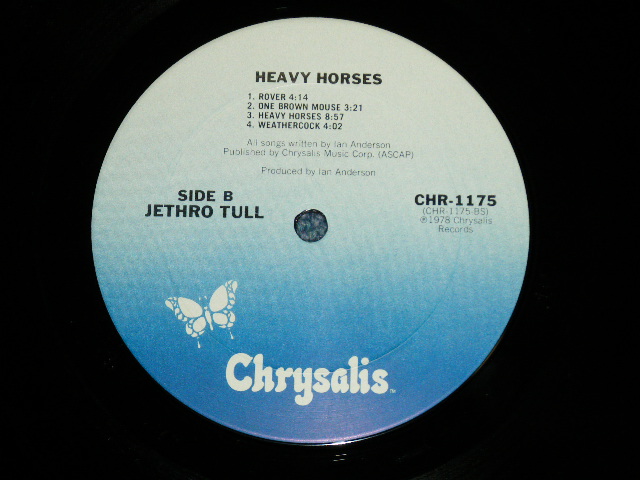 HEAVY HORSES
1. ROVER 4:14
2. ONE BROWN MOUSE 3:21
3. HEAVY HORSES 8:57
4. WEATHERCOCK 4:02
All songs written by Ian Anderson
Published by Chrysalis Music Corp. (ASCAP)
Produced by Ian Anderson
SIDE B
JETHRO TULL
CHR-1175
(CHR-1175-BS)
℗1978 Chrysalis
Records
Chrysalis™